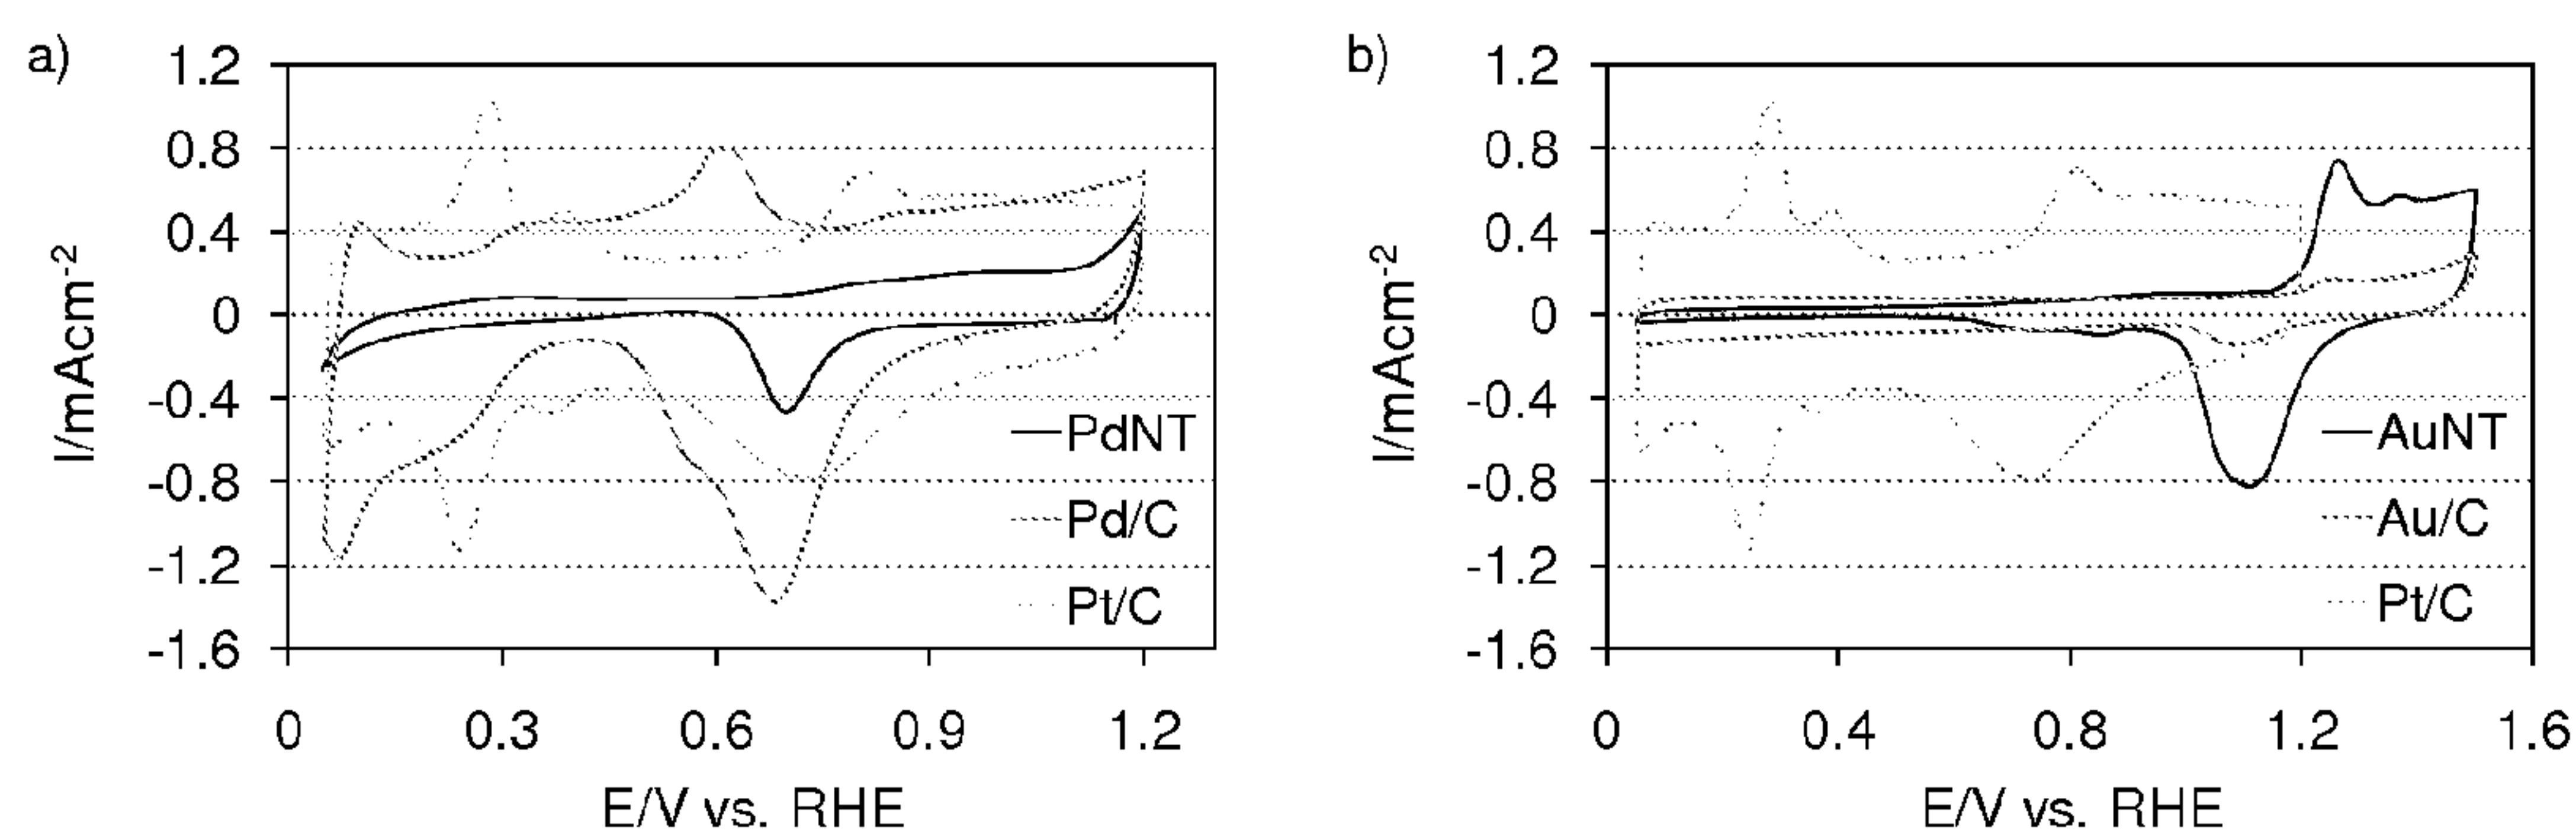 a)
1.2
0.8
0.4
0
-0.4
-0.8
-1.2
-1.6
I/mAcm-2
0 0.3 0.6 0.9 1.2
E/V vs. RHE
PdNT
Pd/C
Pt/C
b)
1.2
0.8
0.4
0
-0.4
-0.8
-1.2
-1.6
I/mAcm-2
0 0.4 0.8 1.2 1.6
E/V vs. RHE
AuNT
Au/C
Pt/C